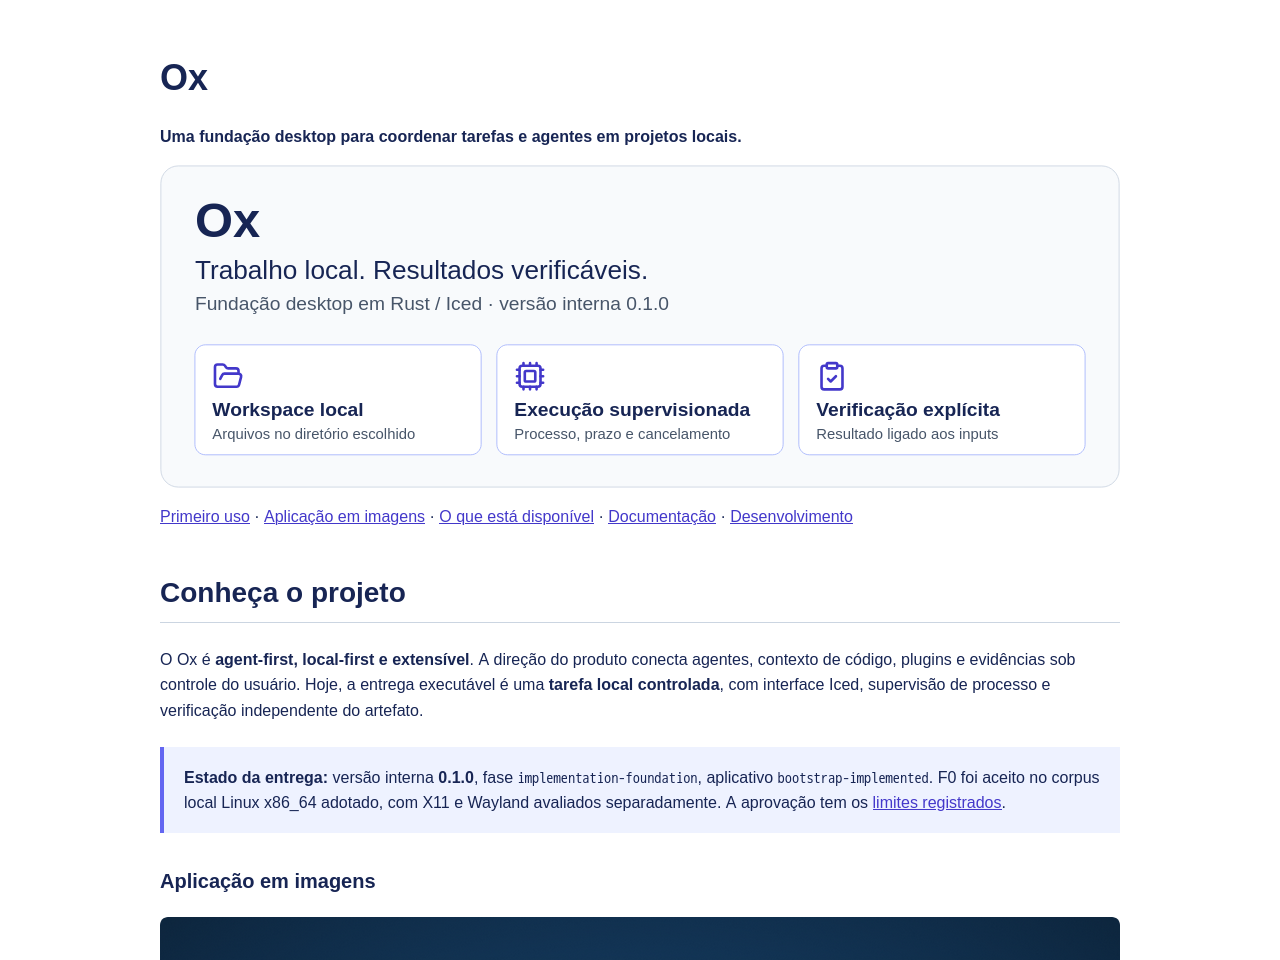 Ox
Uma fundação desktop para coordenar tarefas e agentes em projetos locais.
Ox
Trabalho local. Resultados verificáveis.
Fundação desktop em Rust / Iced · versão interna 0.1.0
Workspace local
Arquivos no diretório escolhido
Execução supervisionada
Processo, prazo e cancelamento
Verificação explícita
Resultado ligado aos inputs
Primeiro uso · Aplicação em imagens · O que está disponível · Documentação · Desenvolvimento
Conheça o projeto
O Ox é agent-first, local-first e extensível. A direção do produto conecta agentes, contexto de código, plugins e evidências sob
controle do usuário. Hoje, a entrega executável é uma tarefa local controlada, com interface Iced, supervisão de processo e
verificação independente do artefato.
Estado da entrega: versão interna 0.1.0, fase implementation-foundation, aplicativo bootstrap-implemented. F0 foi aceito no corpus
local Linux x86_64 adotado, com X11 e Wayland avaliados separadamente. A aprovação tem os limites registrados.
Aplicação em imagens